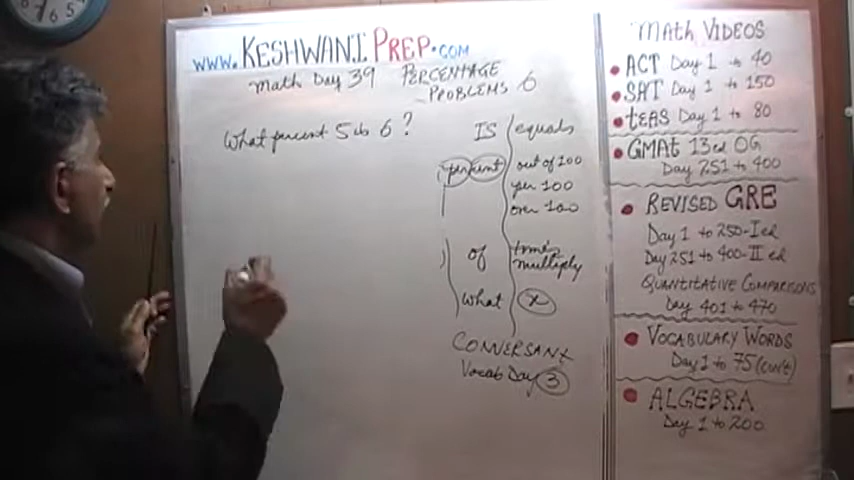 www.KESHWANIPREP.com
Math Day 39 PERCENTAGE PROBLEMS 6
What percent 5 is 6 ?
IS equals
percent out of 100
per 100
over 100
of times
multiply
what x
CONVERSANT
Vocab Day 3
MATH VIDEOS
ACT Day 1 to 40
SAT Day 1 to 150
tEAS Day 1 to 80
GMAt 13ed OG
Day 251 to 400
REVISED GRE
Day 1 to 250-I ed
Day 251 to 400-II ed
QUANTITATIVE COMPARISONS
Day 401 to 470
VOCABULARY WORDS
Day 1 to 75 (con't)
ALGEBRA
Day 1 to 200